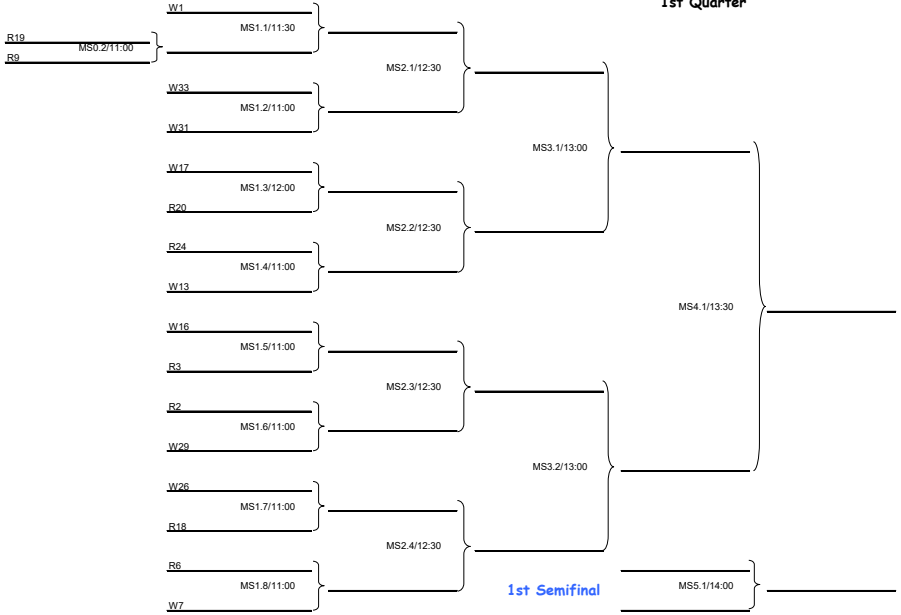 1st Quarter
W1
MS1.1/11:30
R19
MS0.2/11:00
R9
MS2.1/12:30
W33
MS1.2/11:00
W31
MS3.1/13:00
W17
MS1.3/12:00
R20
MS2.2/12:30
R24
MS1.4/11:00
W13
MS4.1/13:30
W16
MS1.5/11:00
R3
MS2.3/12:30
R2
MS1.6/11:00
W29
MS3.2/13:00
W26
MS1.7/11:00
R18
MS2.4/12:30
R6
MS1.8/11:00
W7
1st Semifinal
MS5.1/14:00